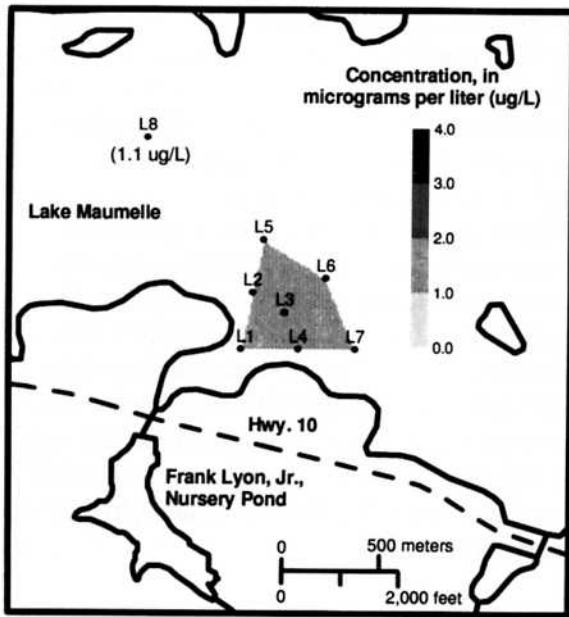 Concentration, in
micrograms per liter (ug/L)
L8
(1.1 ug/L)
4.0
3.0
2.0
1.0
0.0
Lake Maumelle
L5
L6
L2
L3
L1
L4
L7
Hwy. 10
Frank Lyon, Jr.,
Nursery Pond
0
500 meters
0
2,000 feet